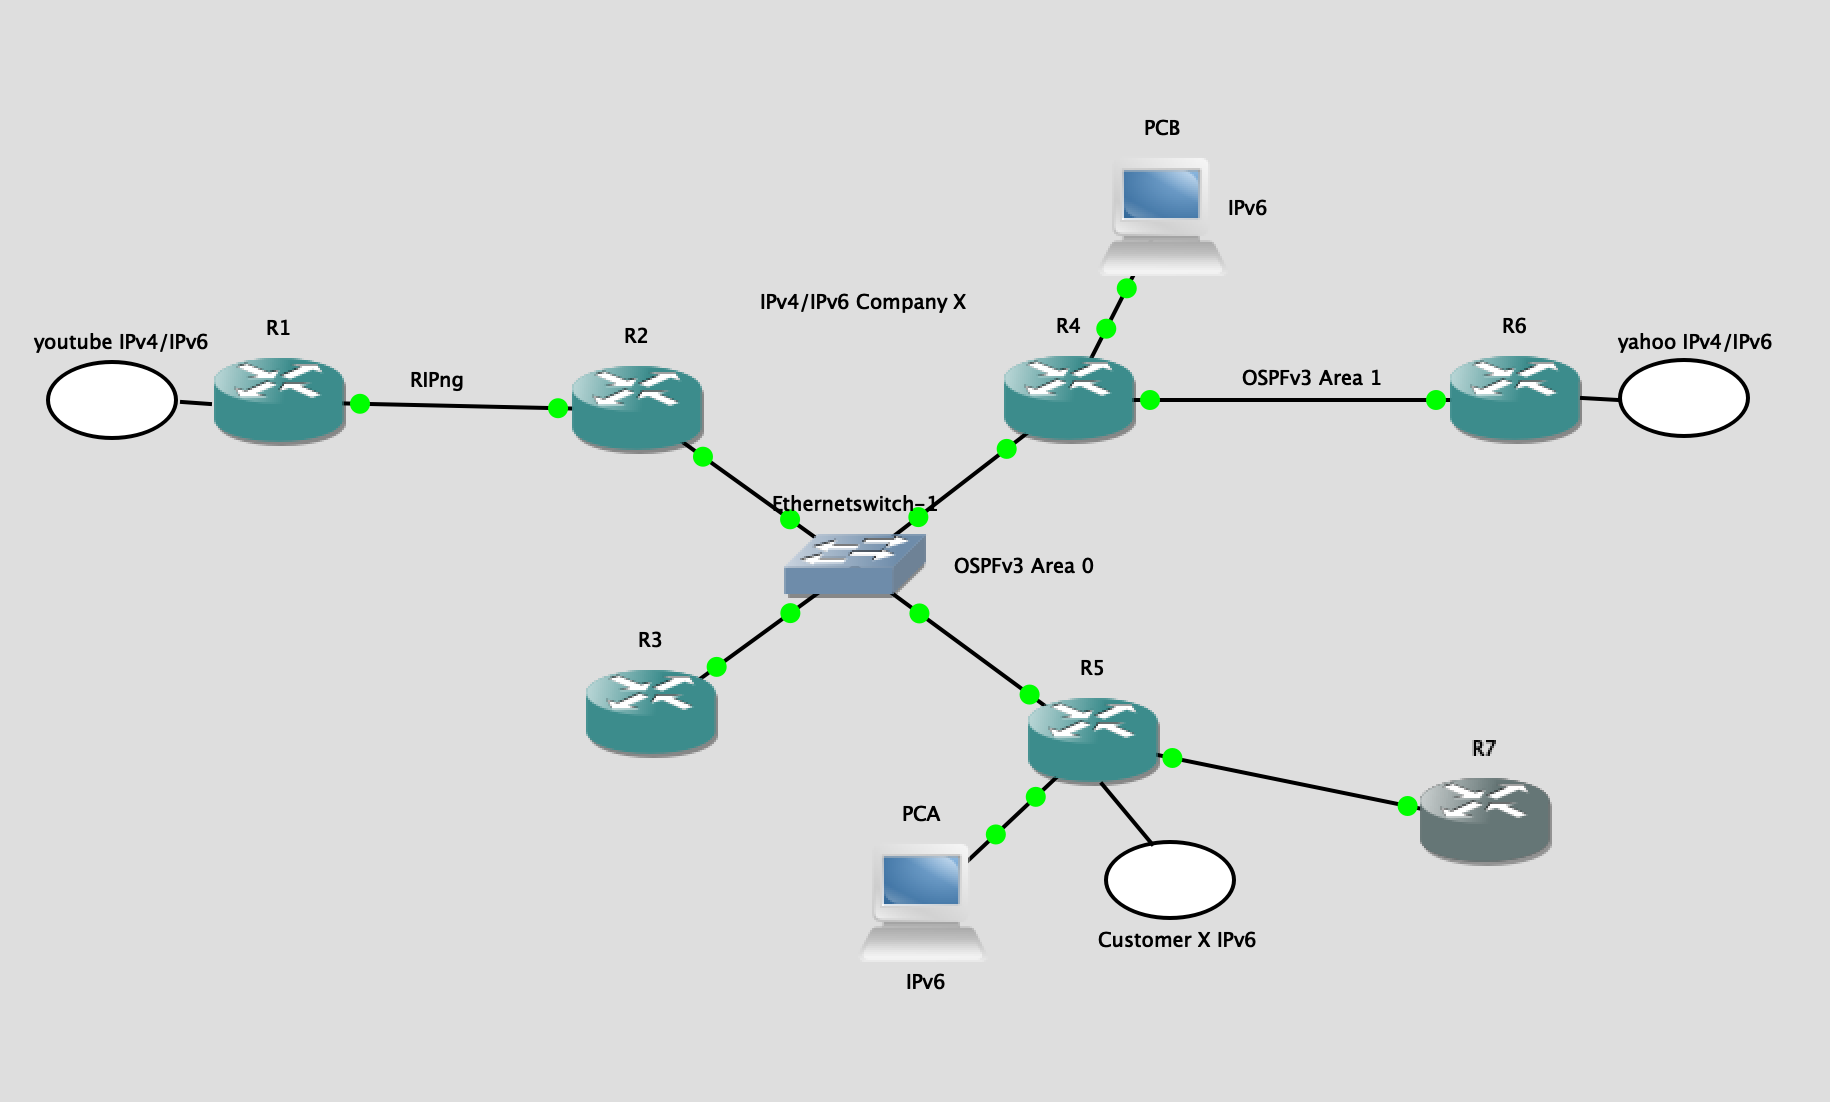 PCB
IPv6
IPv4/IPv6 Company X
youtube IPv4/IPv6
R1
RIPng
R2
R4
OSPFv3 Area 1
R6
yahoo IPv4/IPv6
Ethernetswitch-1
OSPFv3 Area 0
R3
R5
R7
PCA
Customer X IPv6
IPv6